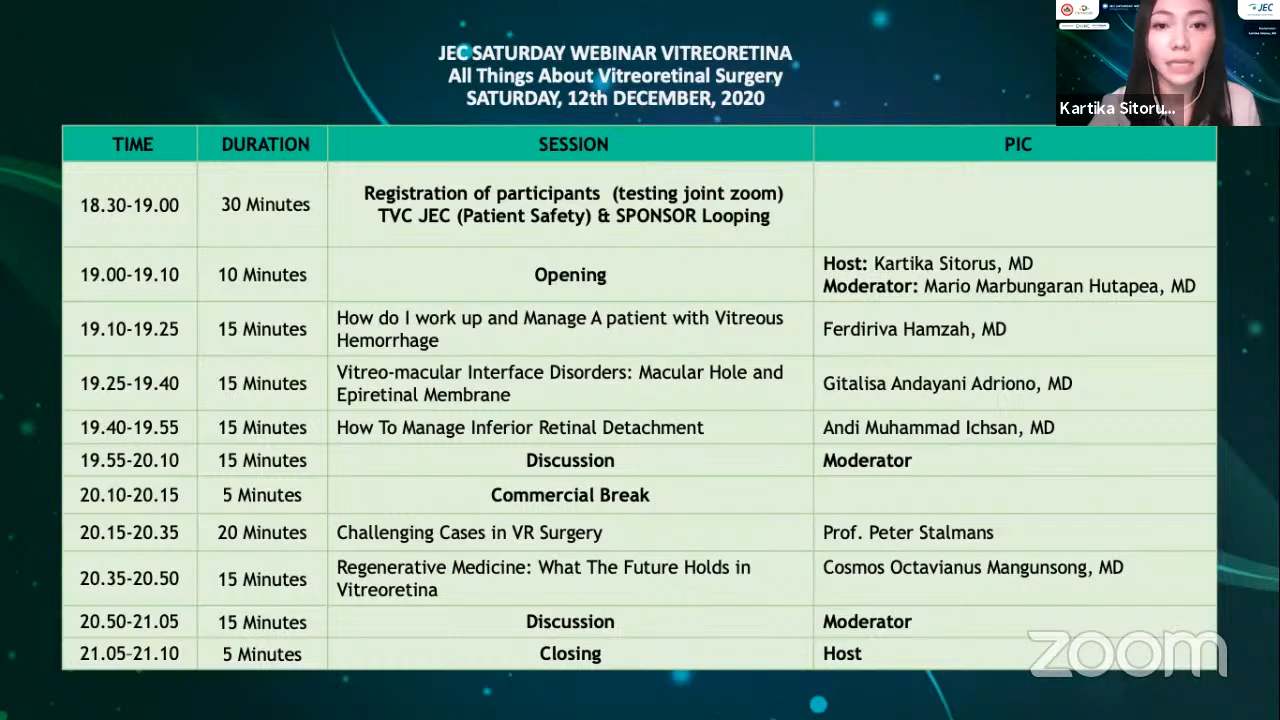 JEC SATURDAY WEBINAR VITREORETINA
All Things About Vitreoretinal Surgery
SATURDAY, 12th DECEMBER, 2020
JEC
Kartika Sitoru...
TIME DURATION SESSION PIC
18.30-19.00 30 Minutes Registration of participants (testing joint zoom)
TVC JEC (Patient Safety) & SPONSOR Looping
19.00-19.10 10 Minutes Opening Host: Kartika Sitorus, MD
Moderator: Mario Marbungaran Hutapea, MD
19.10-19.25 15 Minutes How do I work up and Manage A patient with Vitreous
Hemorrhage Ferdiriva Hamzah, MD
19.25-19.40 15 Minutes Vitreo-macular Interface Disorders: Macular Hole and
Epiretinal Membrane Gitalisa Andayani Adriono, MD
19.40-19.55 15 Minutes How To Manage Inferior Retinal Detachment Andi Muhammad Ichsan, MD
19.55-20.10 15 Minutes Discussion Moderator
20.10-20.15 5 Minutes Commercial Break
20.15-20.35 20 Minutes Challenging Cases in VR Surgery Prof. Peter Stalmans
20.35-20.50 15 Minutes Regenerative Medicine: What The Future Holds in
Vitreoretina Cosmos Octavianus Mangunsong, MD
20.50-21.05 15 Minutes Discussion Moderator
21.05-21.10 5 Minutes Closing Host
zoom
JEC